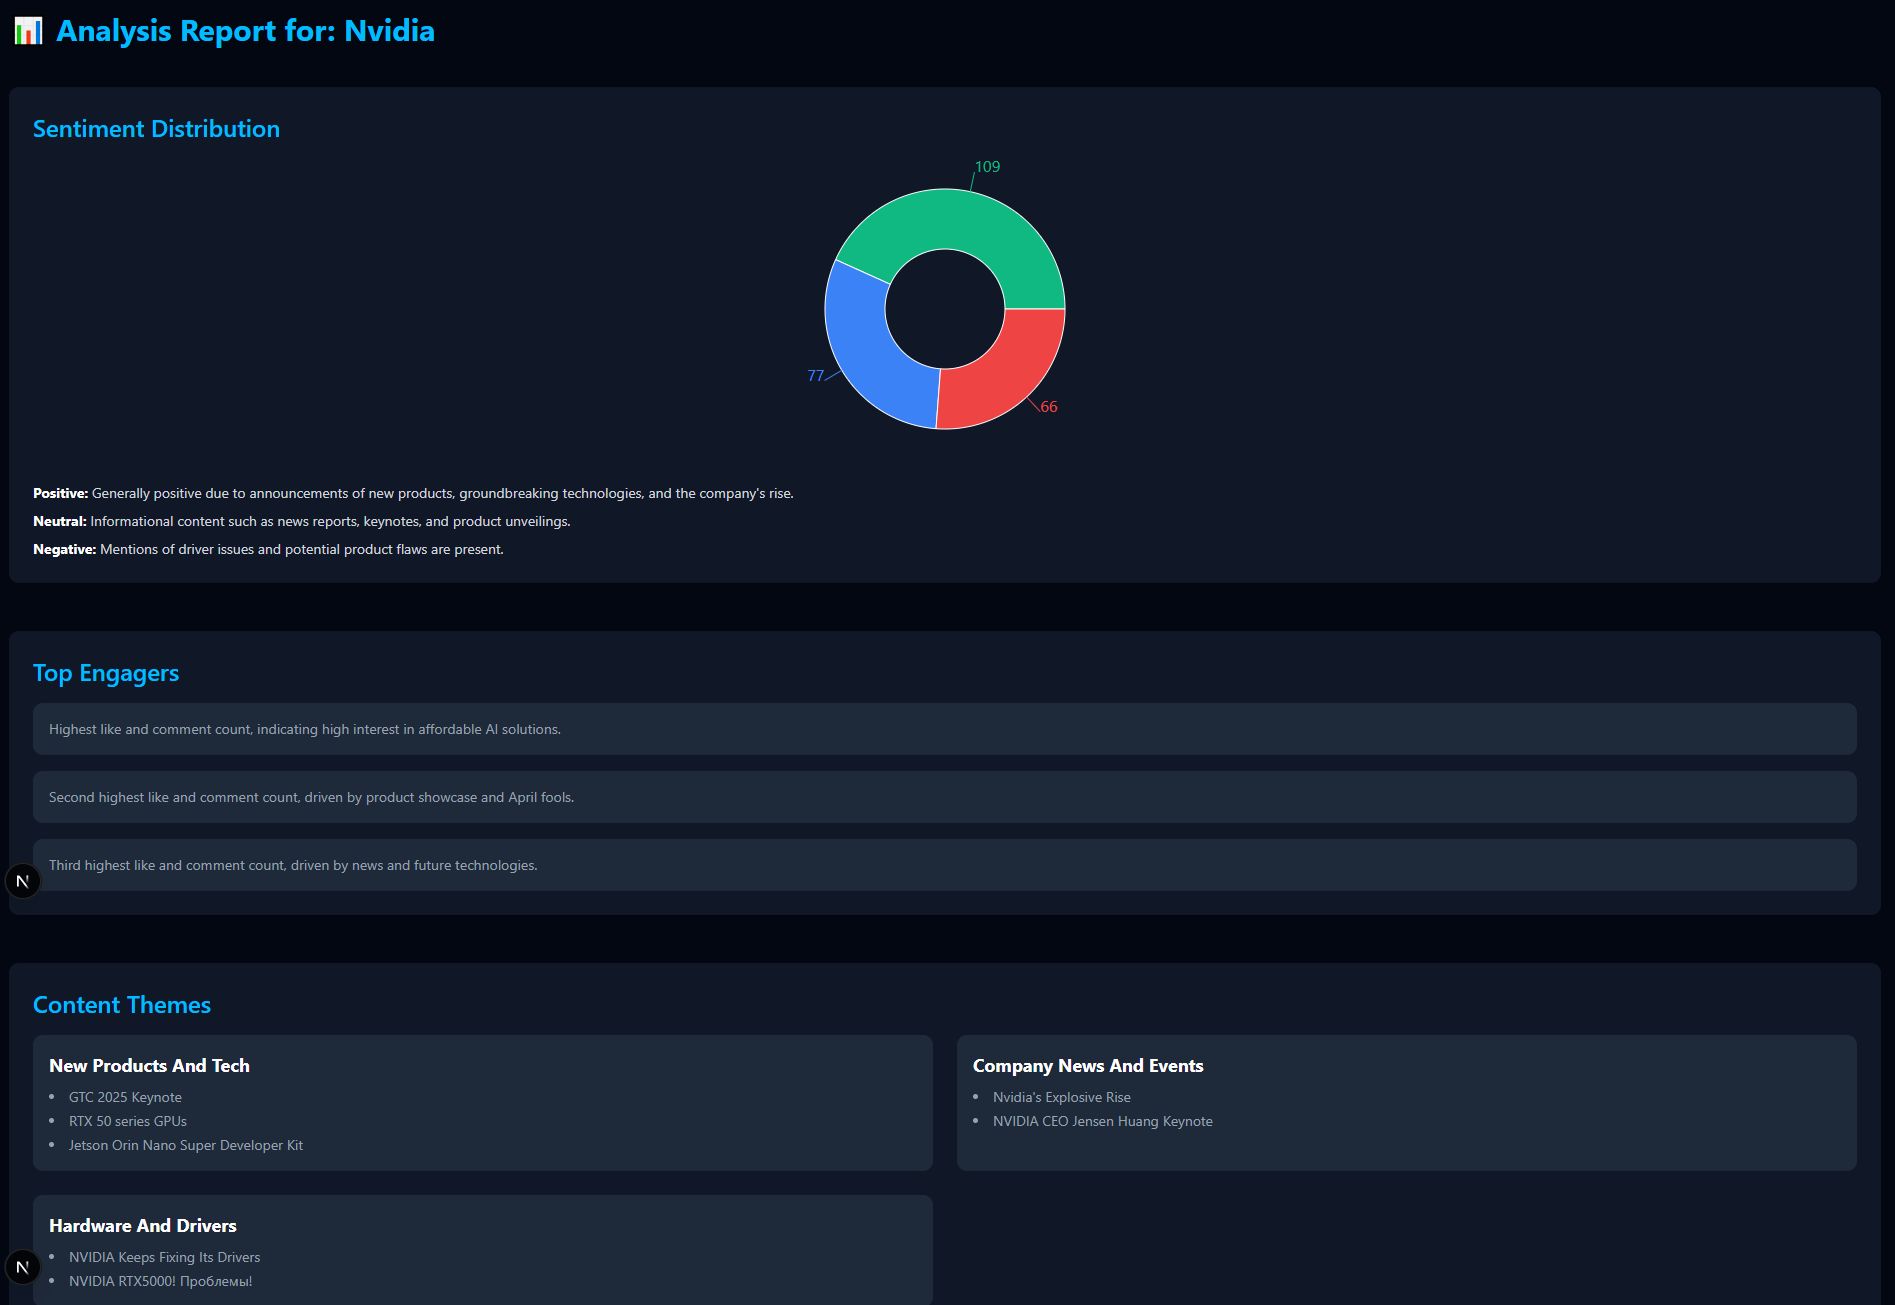 Analysis Report for: Nvidia
Sentiment Distribution
109
77
66
Positive: Generally positive due to announcements of new products, groundbreaking technologies, and the company's rise.
Neutral: Informational content such as news reports, keynotes, and product unveilings.
Negative: Mentions of driver issues and potential product flaws are present.
Top Engagers
Highest like and comment count, indicating high interest in affordable AI solutions.
Second highest like and comment count, driven by product showcase and April fools.
Third highest like and comment count, driven by news and future technologies.
N
Content Themes
New Products And Tech
GTC 2025 Keynote
RTX 50 series GPUs
Jetson Orin Nano Super Developer Kit
Company News And Events
Nvidia's Explosive Rise
NVIDIA CEO Jensen Huang Keynote
Hardware And Drivers
NVIDIA Keeps Fixing Its Drivers
N
NVIDIA RTX5000! Проблемы!